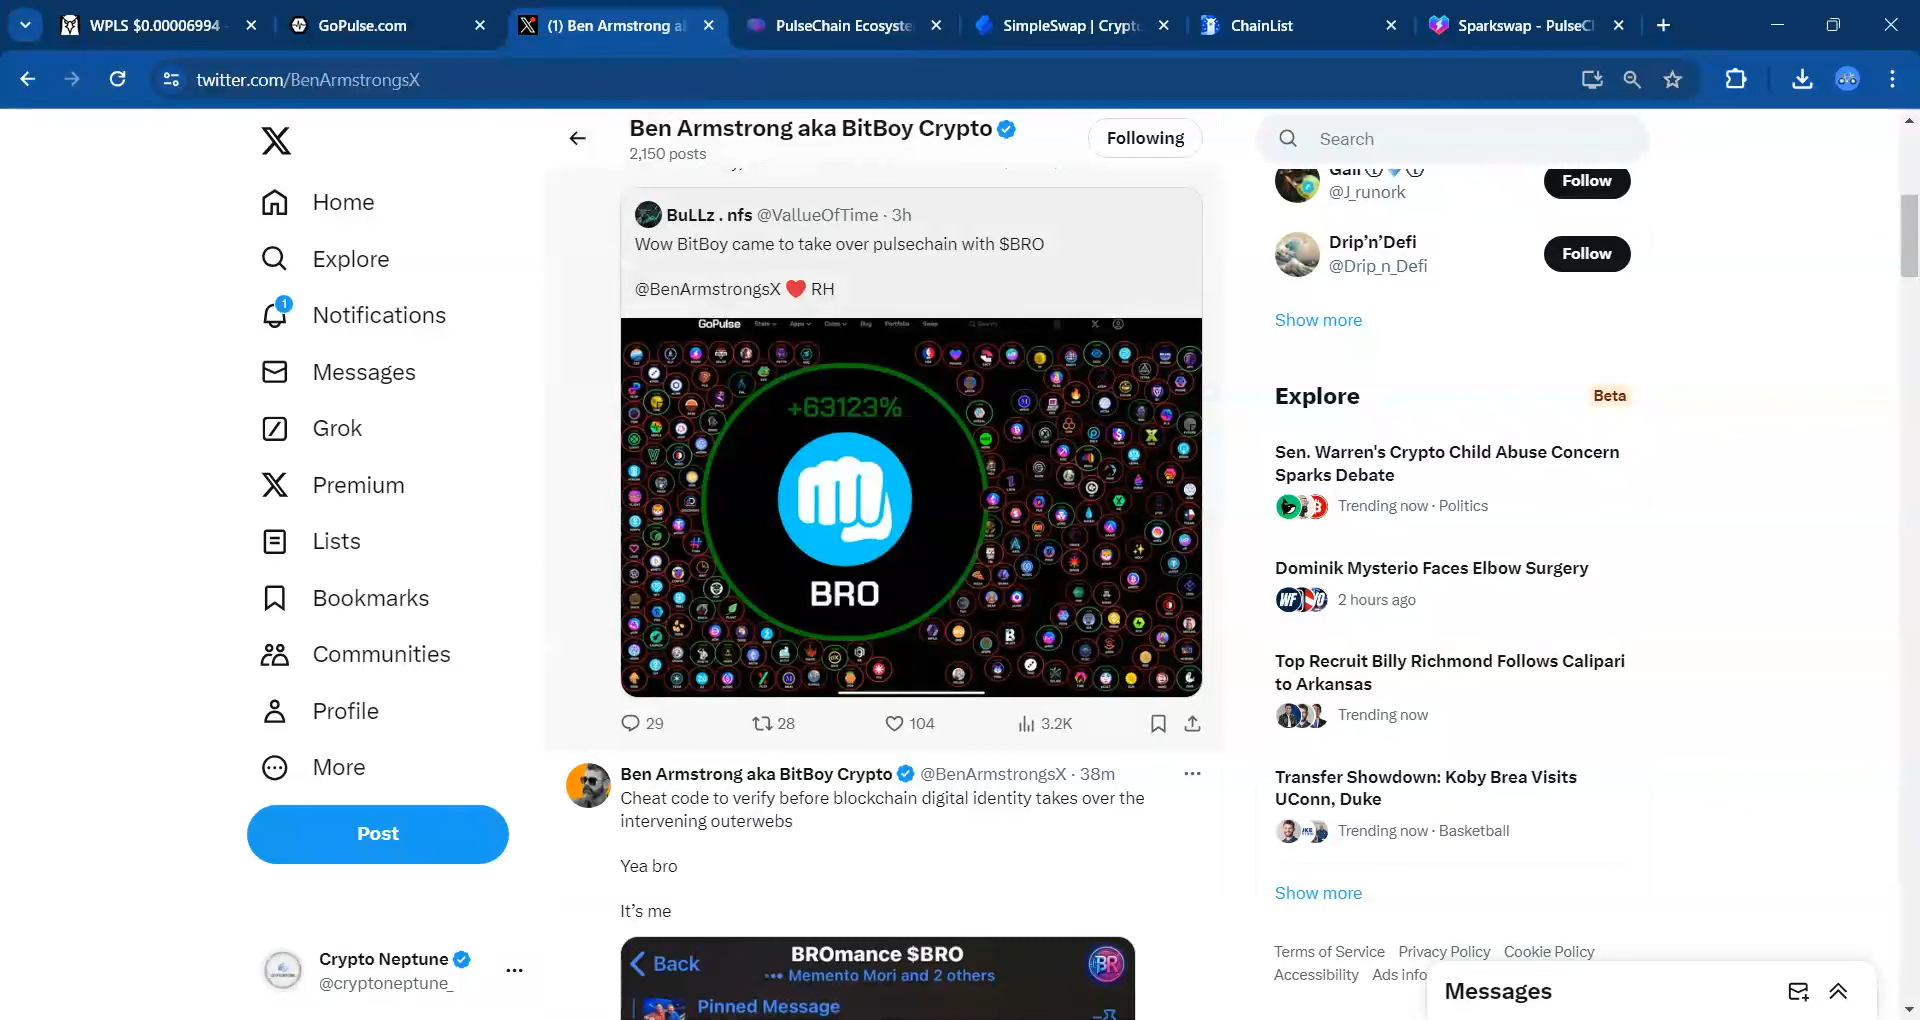 WPLS $0.00006994
GoPulse.com
(1) Ben Armstrong a
PulseChain Ecosyste
SimpleSwap | Crypt
ChainList
Sparkswap - PulseC
twitter.com/BenArmstrongsX
Ben Armstrong aka BitBoy Crypto
2,150 posts
Following
Search
Home
Explore
1
Notifications
Messages
Grok
Premium
Lists
Bookmarks
Communities
Profile
More
Post
Crypto Neptune
@cryptoneptune_
BuLLz . nfs @VallueOfTime · 3h
Wow BitBoy came to take over pulsechain with $BRO
@BenArmstrongsX ❤️ RH
GoPulse
+63123%
BRO
29
28
104
3.2K
Ben Armstrong aka BitBoy Crypto @BenArmstrongsX · 38m
Cheat code to verify before blockchain digital identity takes over the
intervening outerwebs
Yea bro
It’s me
Back
BROmance $BRO
Memento Mori and 2 others
Pinned Message
@J_runork
Follow
Drip’n’Defi
@Drip_n_Defi
Follow
Show more
Explore
Beta
Sen. Warren's Crypto Child Abuse Concern
Sparks Debate
Trending now · Politics
Dominik Mysterio Faces Elbow Surgery
2 hours ago
Top Recruit Billy Richmond Follows Calipari
to Arkansas
Trending now
Transfer Showdown: Koby Brea Visits
UConn, Duke
Trending now · Basketball
Show more
Terms of Service Privacy Policy Cookie Policy
Accessibility Ads info
Messages